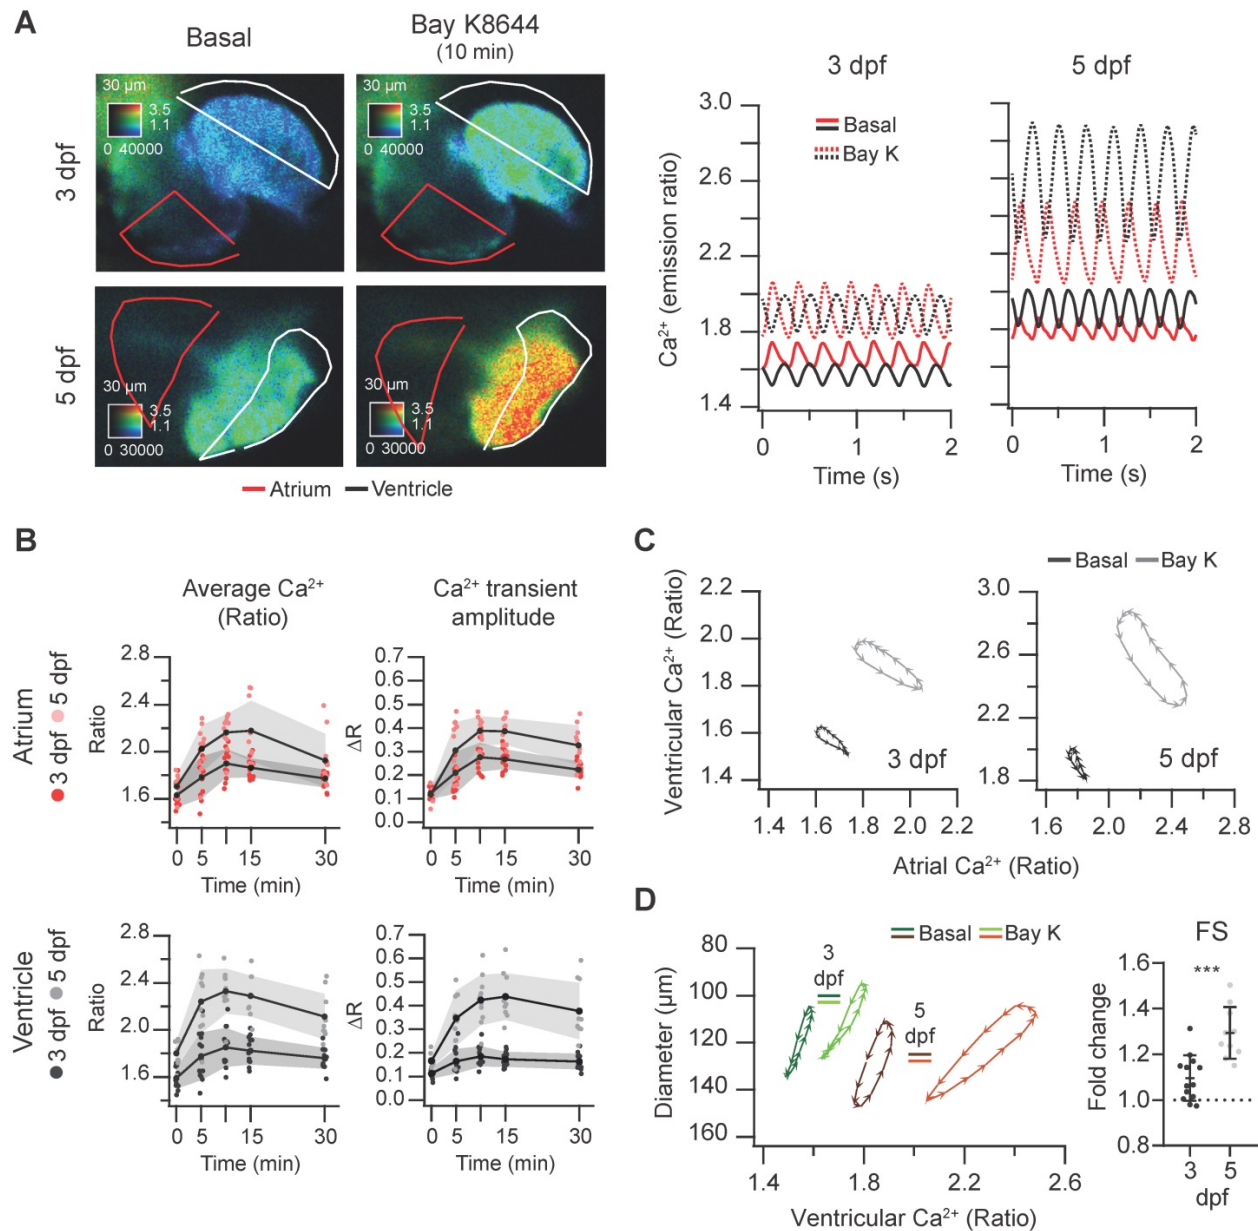 A
Basal
Bay K8644
(10 min)
3 dpf
30 µm
3.5
1.1
0 40000
30 µm
3.5
1.1
0 40000
5 dpf
30 µm
3.5
1.1
0 30000
30 µm
3.5
1.1
0 30000
Atrium Ventricle
3 dpf
5 dpf
Ca²⁺ (emission ratio)
3.0
2.6
2.2
1.8
1.4
Basal
Bay K
0 1 2
Time (s)
0 1 2
Time (s)
B
Average Ca²⁺
(Ratio)
Ca²⁺ transient
amplitude
Atrium
3 dpf 5 dpf
Ratio
2.8
2.4
2.0
1.6
0 5 15 30
Time (min)
ΔR
0.7
0.6
0.5
0.4
0.3
0.2
0.1
0.0
0 5 15 30
Time (min)
Ventricle
3 dpf 5 dpf
Ratio
2.8
2.4
2.0
1.6
0 5 15 30
Time (min)
ΔR
0.7
0.6
0.5
0.4
0.3
0.2
0.1
0.0
0 5 15 30
Time (min)
C
Basal Bay K
Ventricular Ca²⁺ (Ratio)
2.2
2.0
1.8
1.6
1.4
3 dpf
1.4 1.6 1.8 2.0 2.2
3.0
2.6
2.2
1.8
5 dpf
1.6 2.0 2.4 2.8
Atrial Ca²⁺ (Ratio)
D
Basal Bay K
Diameter (µm)
80
100
120
140
160
3
dpf
5
dpf
1.4 1.8 2.2 2.6
Ventricular Ca²⁺ (Ratio)
FS
***
Fold change
1.6
1.4
1.2
1.0
0.8
3 5
dpf